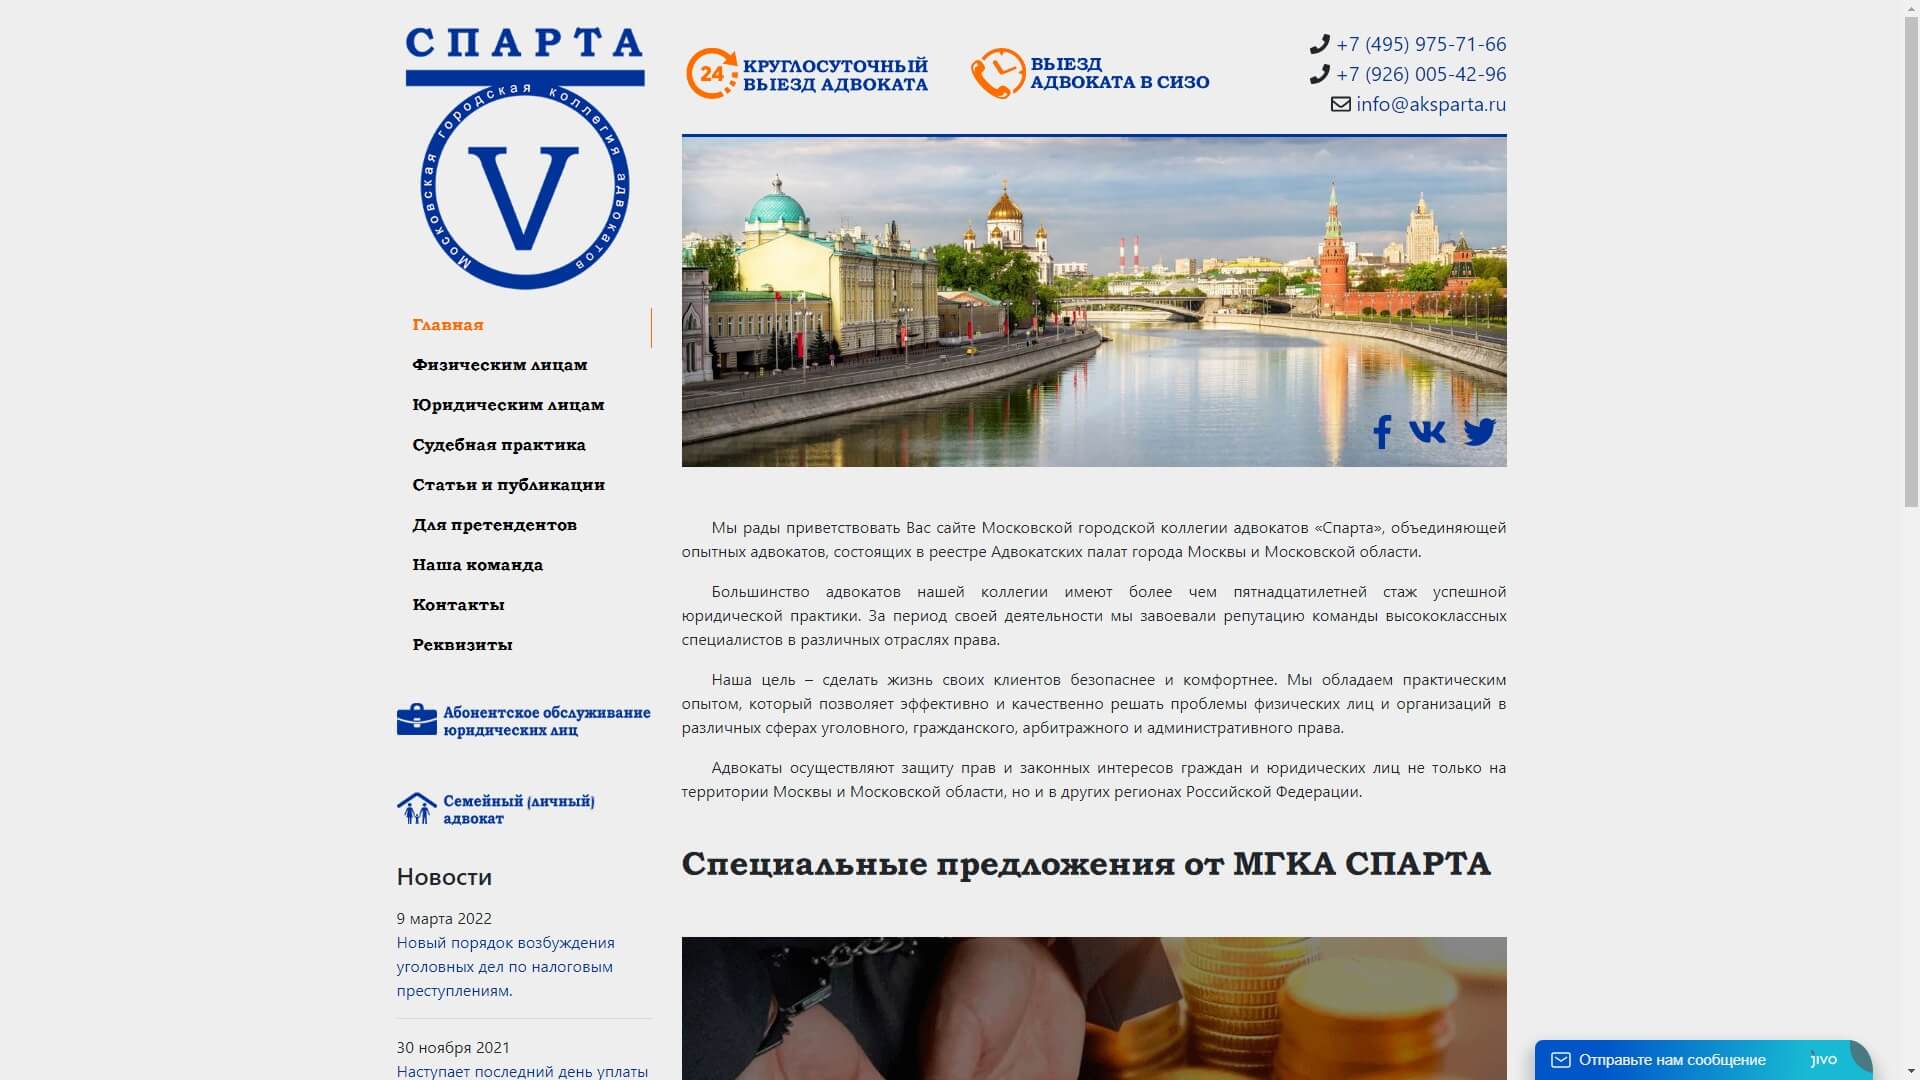 СПАРТА
Московская городская коллегия адвокатов
V
24
КРУГЛОСУТОЧНЫЙ
ВЫЕЗД АДВОКАТА
ВЫЕЗД
АДВОКАТА В СИЗО
+7 (495) 975-71-66
+7 (926) 005-42-96
info@aksparta.ru
Главная
Физическим лицам
Юридическим лицам
Судебная практика
Статьи и публикации
Для претендентов
Наша команда
Контакты
Реквизиты
Абонентское обслуживание
юридических лиц
Семейный (личный)
адвокат
Новости
9 марта 2022
Новый порядок возбуждения
уголовных дел по налоговым
преступлениям.
30 ноября 2021
Наступает последний день уплаты
Мы рады приветствовать Вас сайте Московской городской коллегии адвокатов «Спарта», объединяющей
опытных адвокатов, состоящих в реестре Адвокатских палат города Москвы и Московской области.
Большинство адвокатов нашей коллегии имеют более чем пятнадцатилетней стаж успешной
юридической практики. За период своей деятельности мы завоевали репутацию команды высококлассных
специалистов в различных отраслях права.
Наша цель – сделать жизнь своих клиентов безопаснее и комфортнее. Мы обладаем практическим
опытом, который позволяет эффективно и качественно решать проблемы физических лиц и организаций в
различных сферах уголовного, гражданского, арбитражного и административного права.
Адвокаты осуществляют защиту прав и законных интересов граждан и юридических лиц не только на
территории Москвы и Московской области, но и в других регионах Российской Федерации.
Специальные предложения от МГКА СПАРТА
Отправьте нам сообщение
jivo